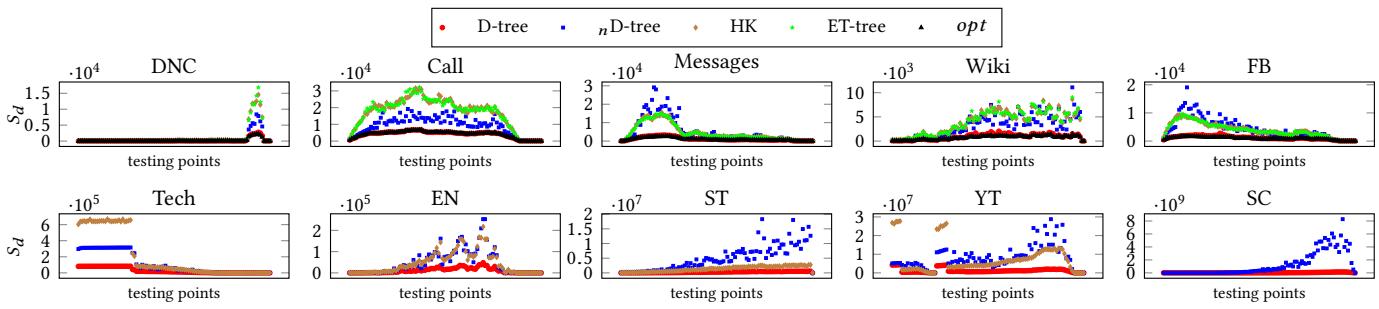 D-tree nD-tree HK ET-tree opt
DNC
·10^4
1.5
1
0.5
0
S_d
testing points
Call
·10^4
3
2
1
0
testing points
Messages
·10^4
3
2
1
0
testing points
Wiki
·10^3
10
5
0
testing points
FB
·10^4
2
1
0
testing points
Tech
·10^5
6
4
2
0
S_d
testing points
EN
·10^5
2
1
0
testing points
ST
·10^7
2
1.5
1
0.5
0
testing points
YT
·10^7
3
2
1
0
testing points
SC
·10^9
8
6
4
2
0
testing points